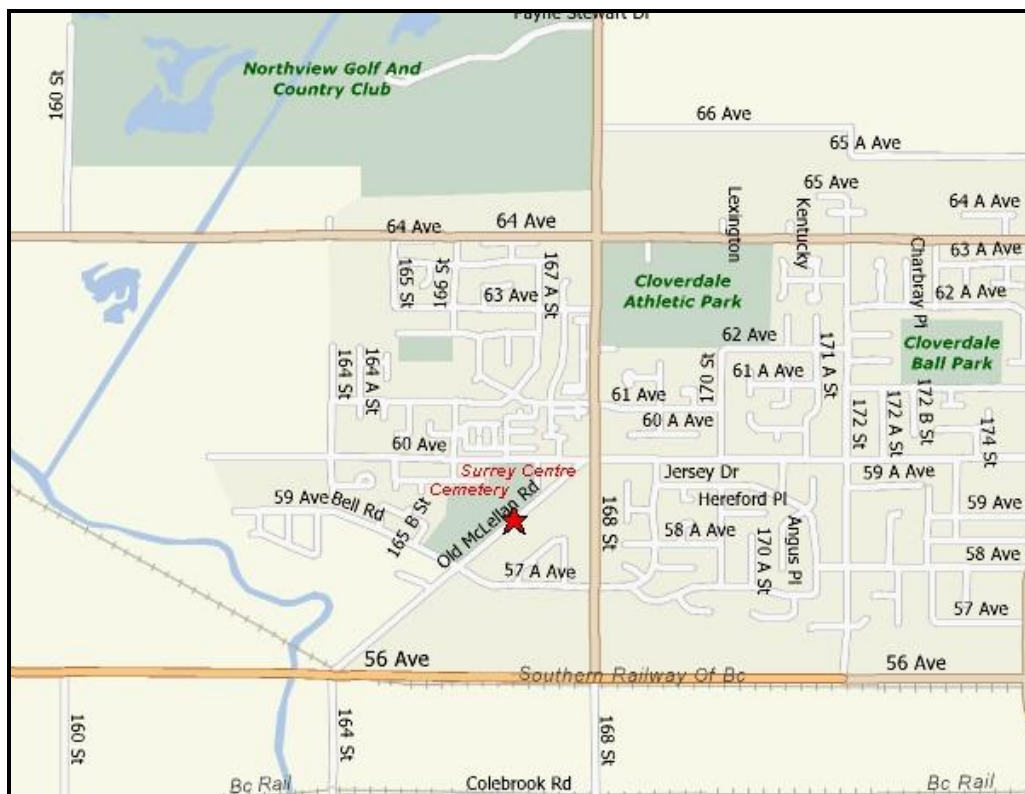 Payne Stewart Dr
Northview Golf And
Country Club
160 St
66 Ave
65 A Ave
65 Ave
Lexington
Kentucky
64 A Ave
64 Ave
64 Ave
63 A Ave
Charbray Pl
165 St
166 St
167 A St
63 Ave
Cloverdale
Athletic Park
62 A Ave
62 Ave
171 A St
Cloverdale
Ball Park
164 St
164 A St
170 St
61 A Ave
61 Ave
60 A Ave
172 St
172 A St
172 B St
174 St
60 Ave
Surrey Centre
Cemetery
Jersey Dr
59 A Ave
59 Ave
Bell Rd
165 B St
Old McLellan Rd
168 St
Hereford Pl
59 Ave
58 A Ave
170 A St
Angus Pl
58 Ave
57 A Ave
57 Ave
56 Ave
Southern Railway Of Bc
56 Ave
160 St
164 St
168 St
Bc Rail
Colebrook Rd
Bc Rail